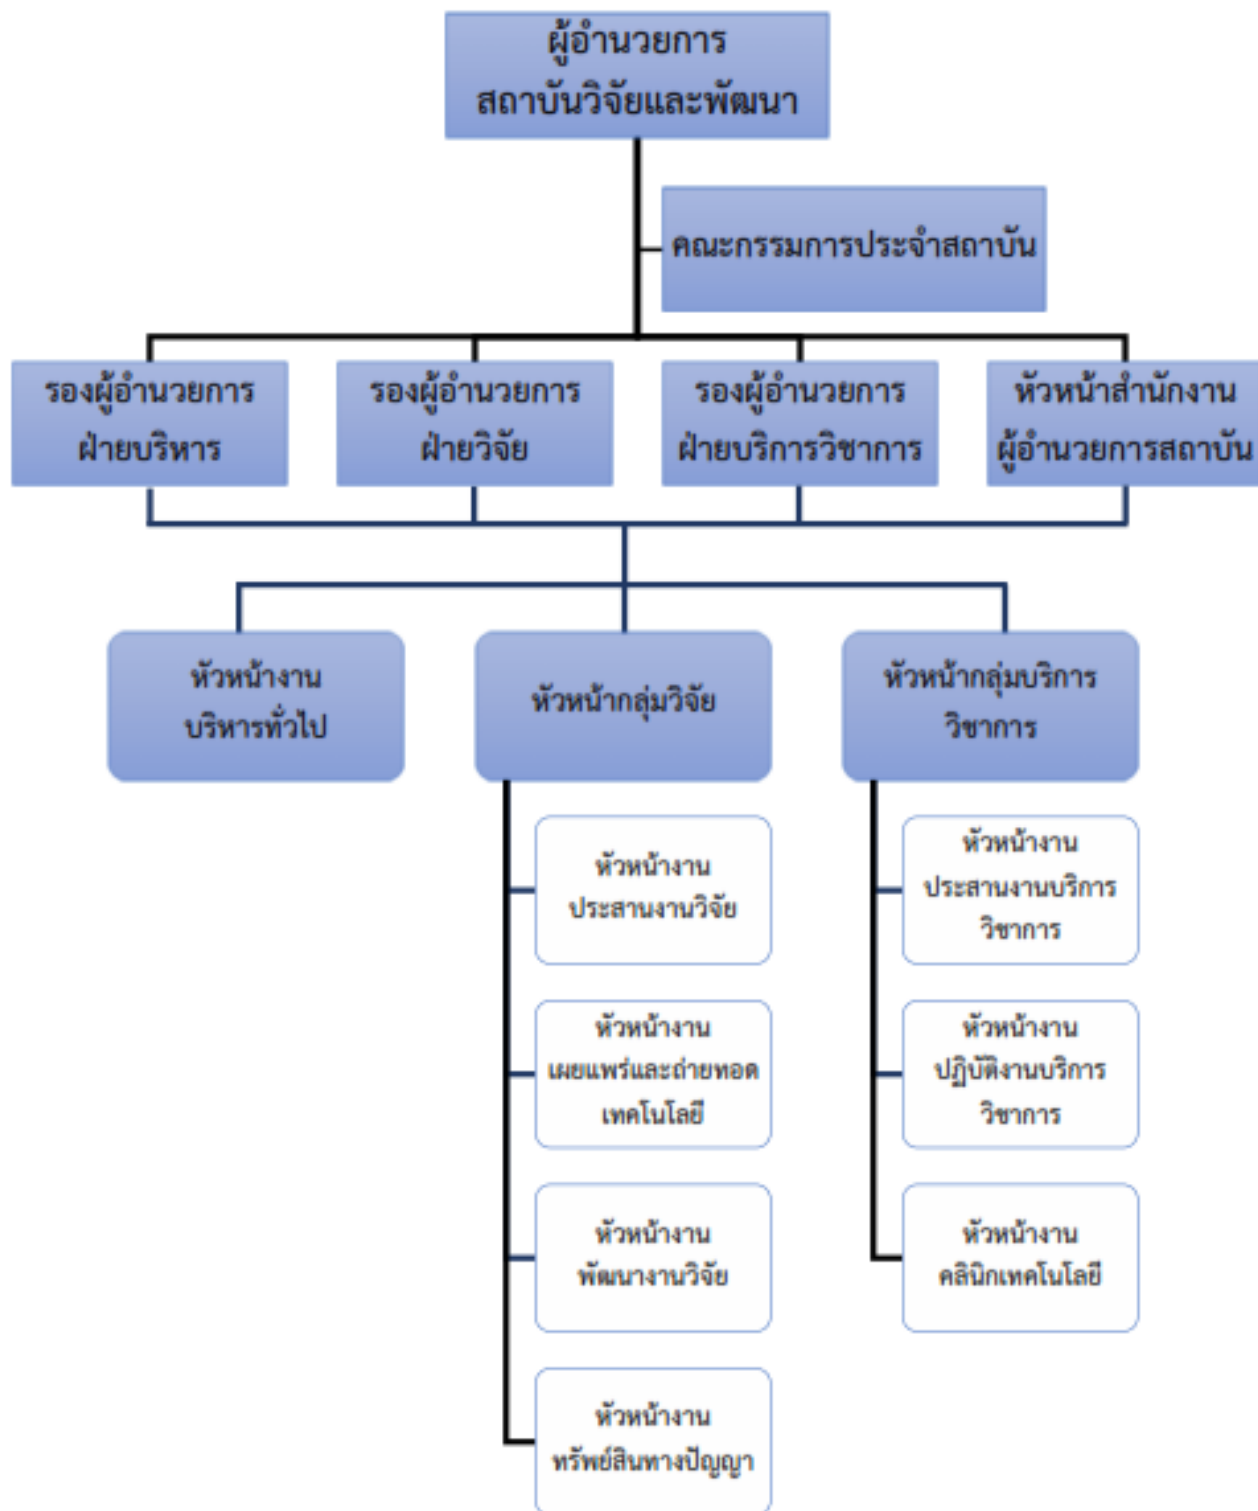 ผู้อำนวยการ
สถาบันวิจัยและพัฒนา
คณะกรรมการประจำสถาบัน
รองผู้อำนวยการ
ฝ่ายบริหาร
รองผู้อำนวยการ
ฝ่ายวิจัย
รองผู้อำนวยการ
ฝ่ายบริการวิชาการ
หัวหน้าสำนักงาน
ผู้อำนวยการสถาบัน
หัวหน้างาน
บริหารทั่วไป
หัวหน้ากลุ่มวิจัย
หัวหน้ากลุ่มบริการ
วิชาการ
หัวหน้างาน
ประสานงานวิจัย
หัวหน้างาน
เผยแพร่และถ่ายทอด
เทคโนโลยี
หัวหน้างาน
พัฒนางานวิจัย
หัวหน้างาน
ทรัพย์สินทางปัญญา
หัวหน้างาน
ประสานงานบริการ
วิชาการ
หัวหน้างาน
ปฏิบัติงานบริการ
วิชาการ
หัวหน้างาน
คลินิกเทคโนโลยี